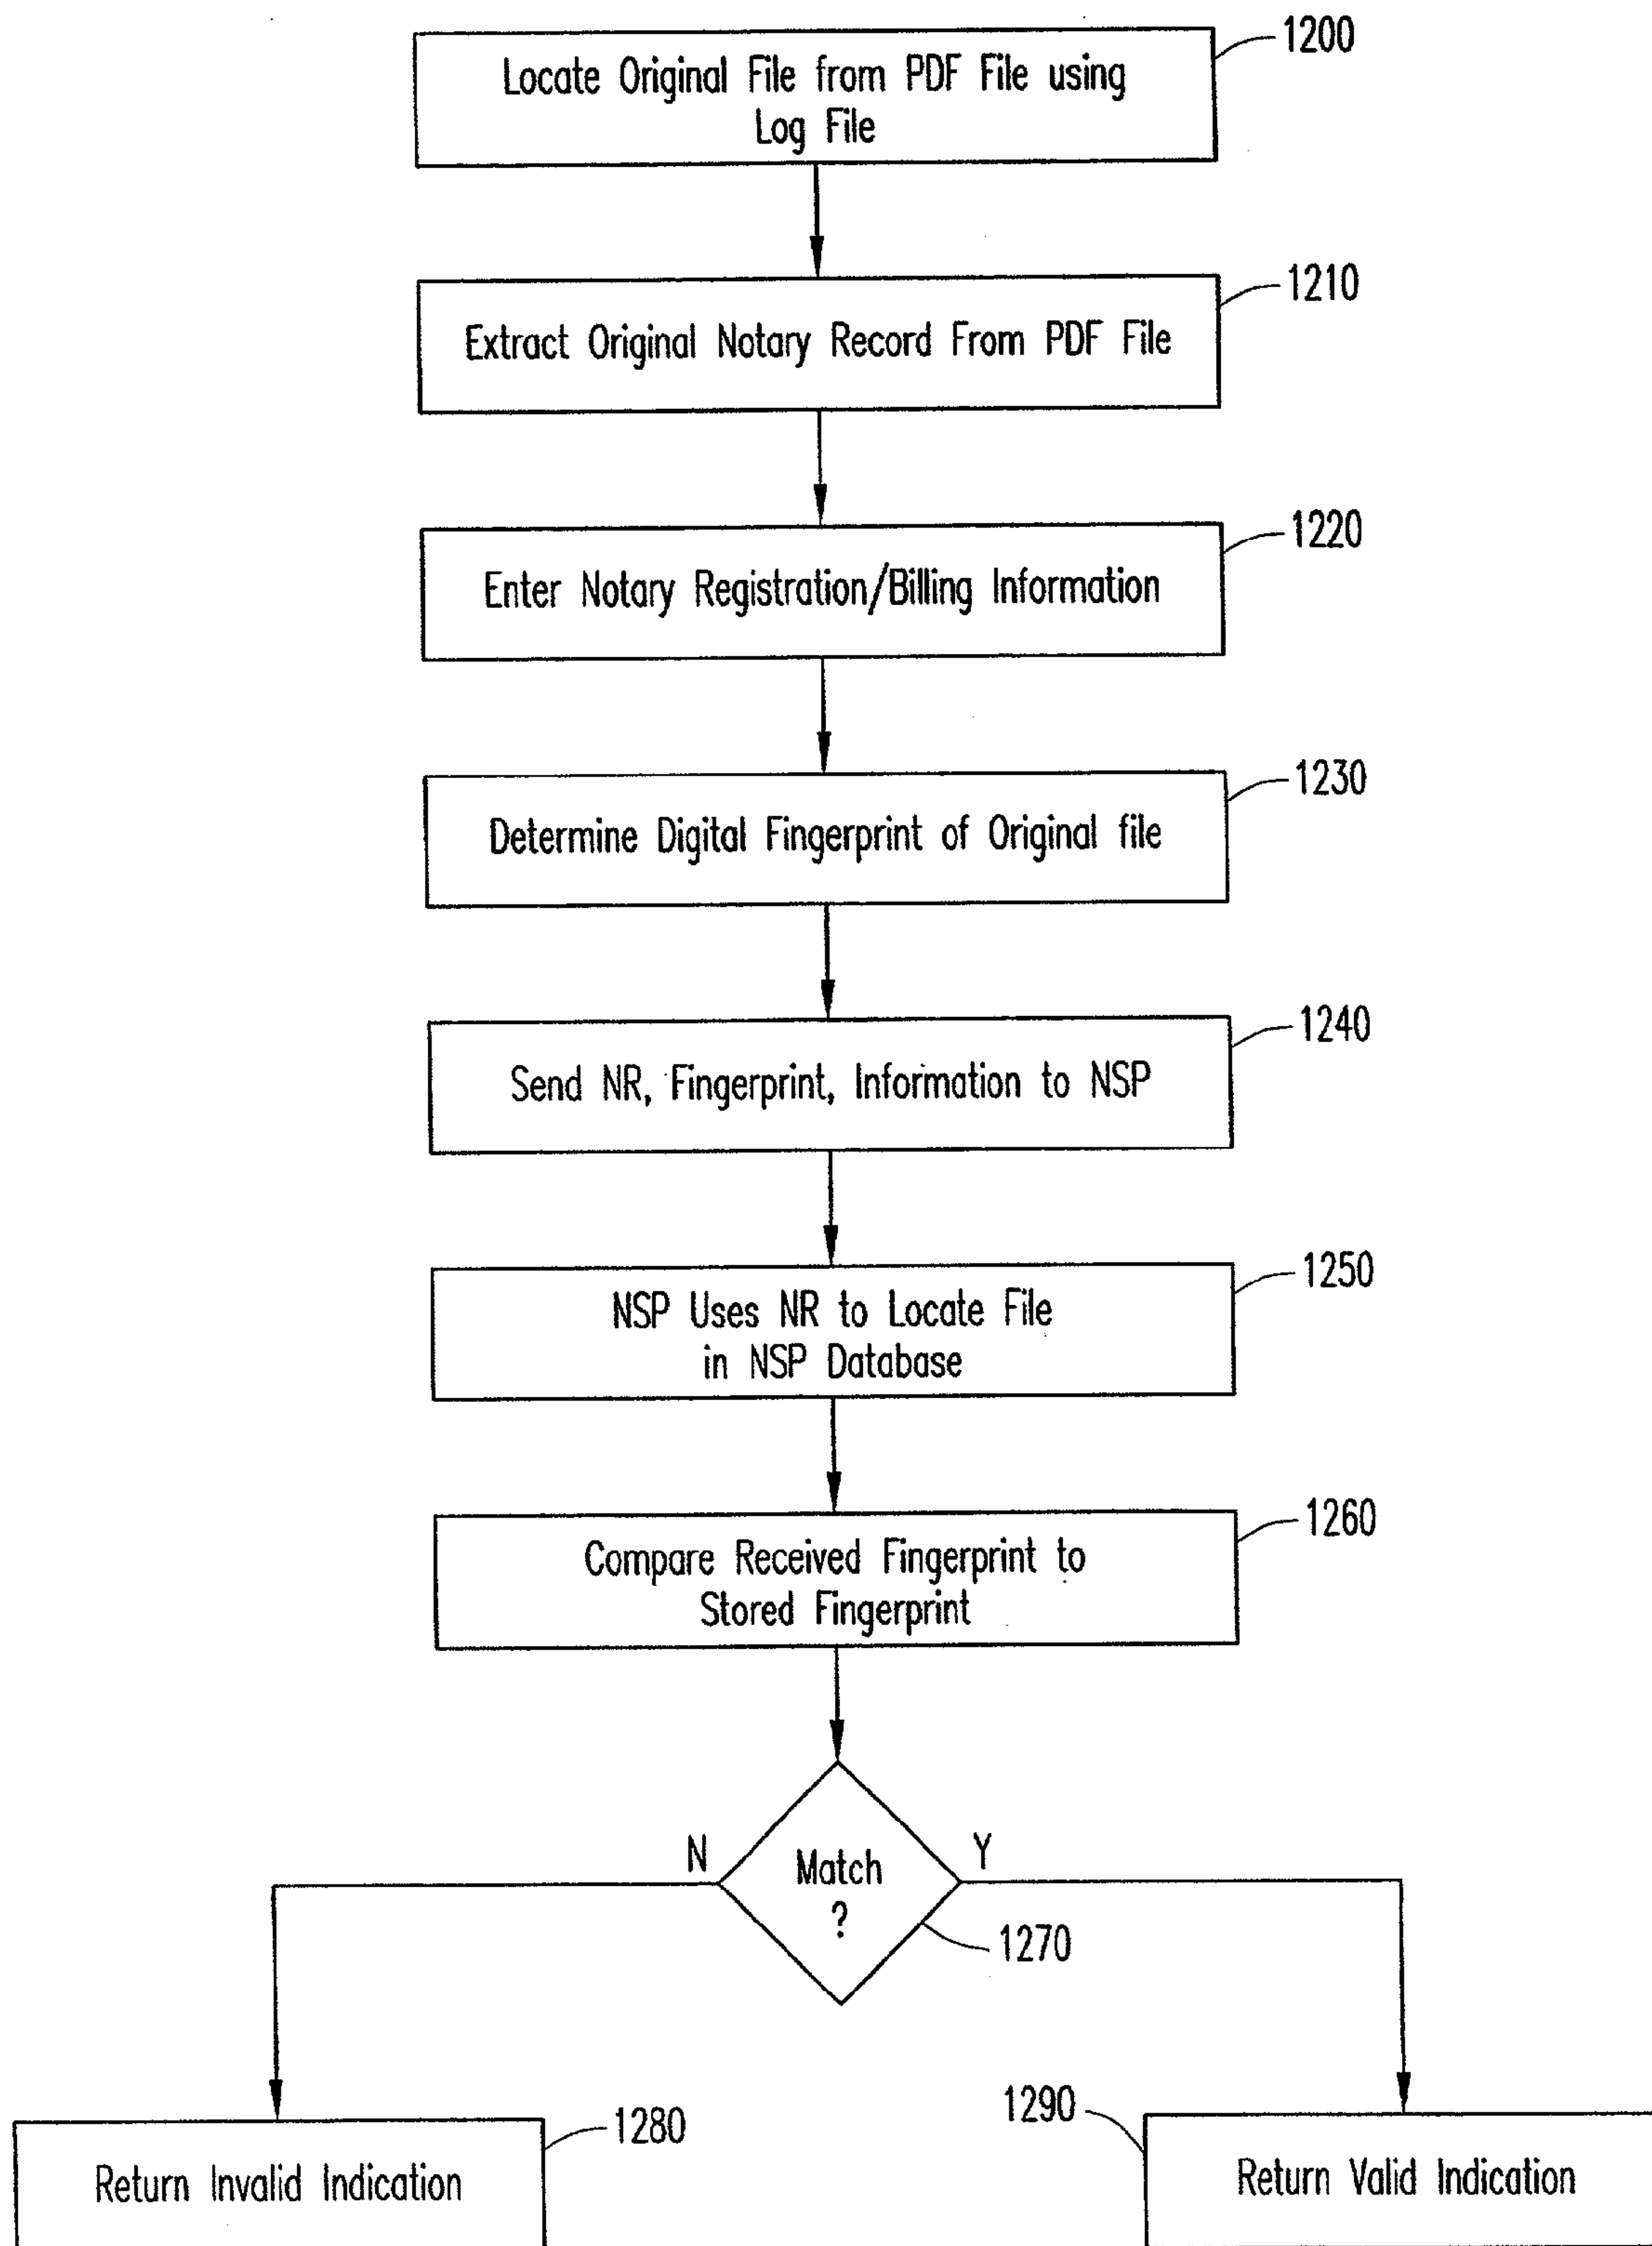 1200
Locate Original File from PDF File using
Log File
1210
Extract Original Notary Record From PDF File
1220
Enter Notary Registration/Billing Information
1230
Determine Digital Fingerprint of Original file
1240
Send NR, Fingerprint, Information to NSP
1250
NSP Uses NR to Locate File
in NSP Database
1260
Compare Received Fingerprint to
Stored Fingerprint
N
Y
Match
?
1270
1280
1290
Return Invalid Indication
Return Valid Indication